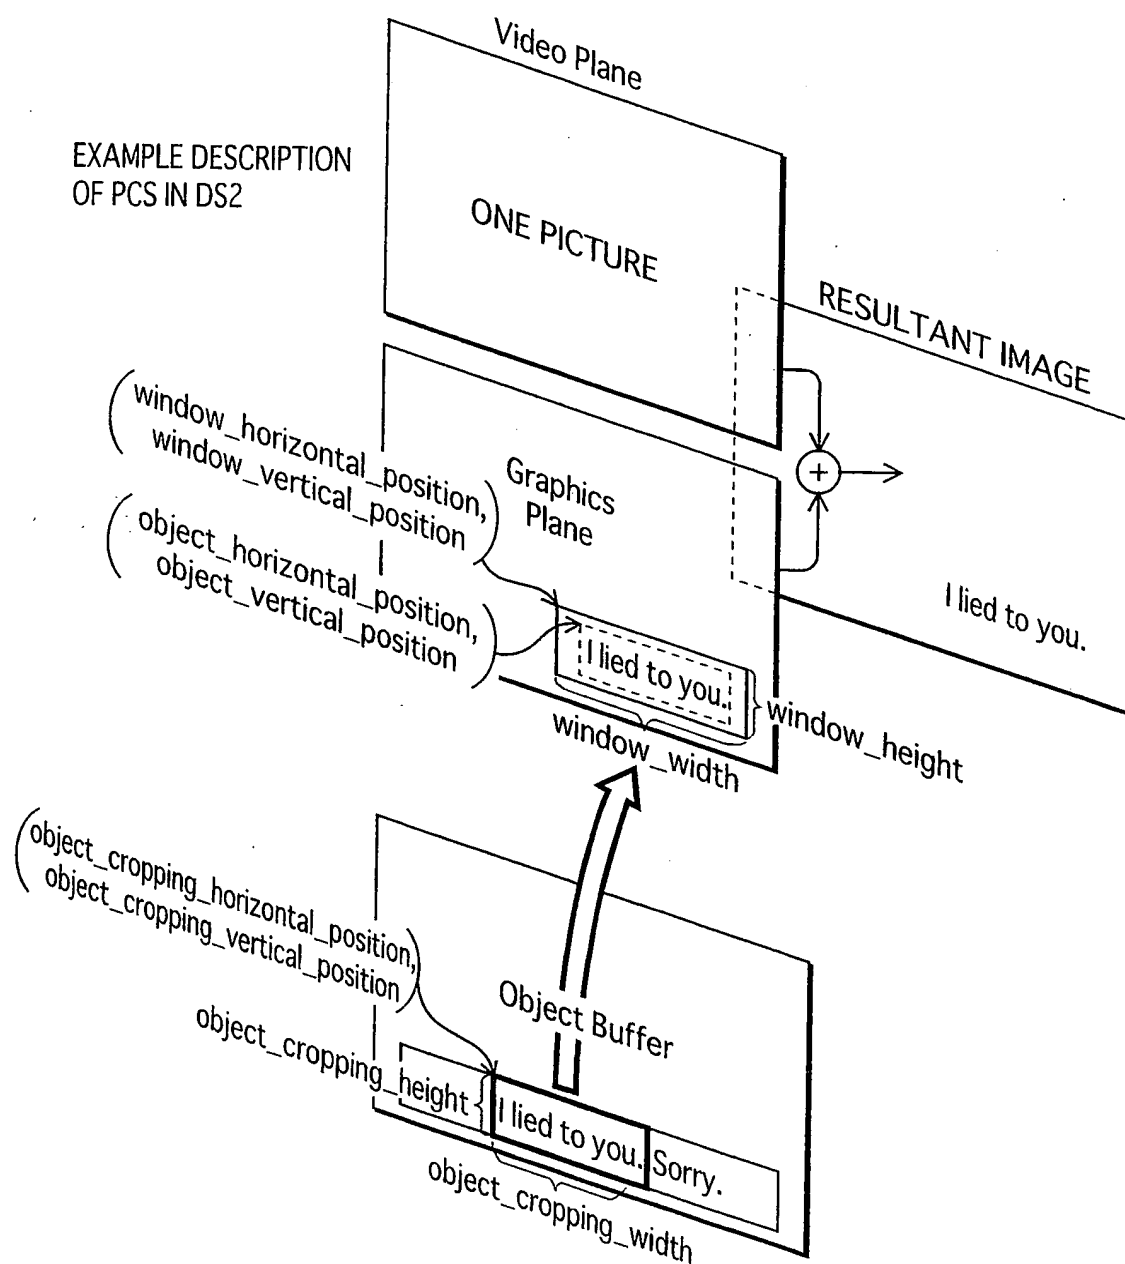 Video Plane
EXAMPLE DESCRIPTION
OF PCS IN DS2
ONE PICTURE
RESULTANT IMAGE
(window_horizontal_position,
window_vertical_position)
Graphics
Plane
(object_horizontal_position,
object_vertical_position)
+
I lied to you.
I lied to you.
window_height
window_width
(object_cropping_horizontal_position,
object_cropping_vertical_position)
Object Buffer
object_cropping_height
I lied to you. Sorry.
object_cropping_width